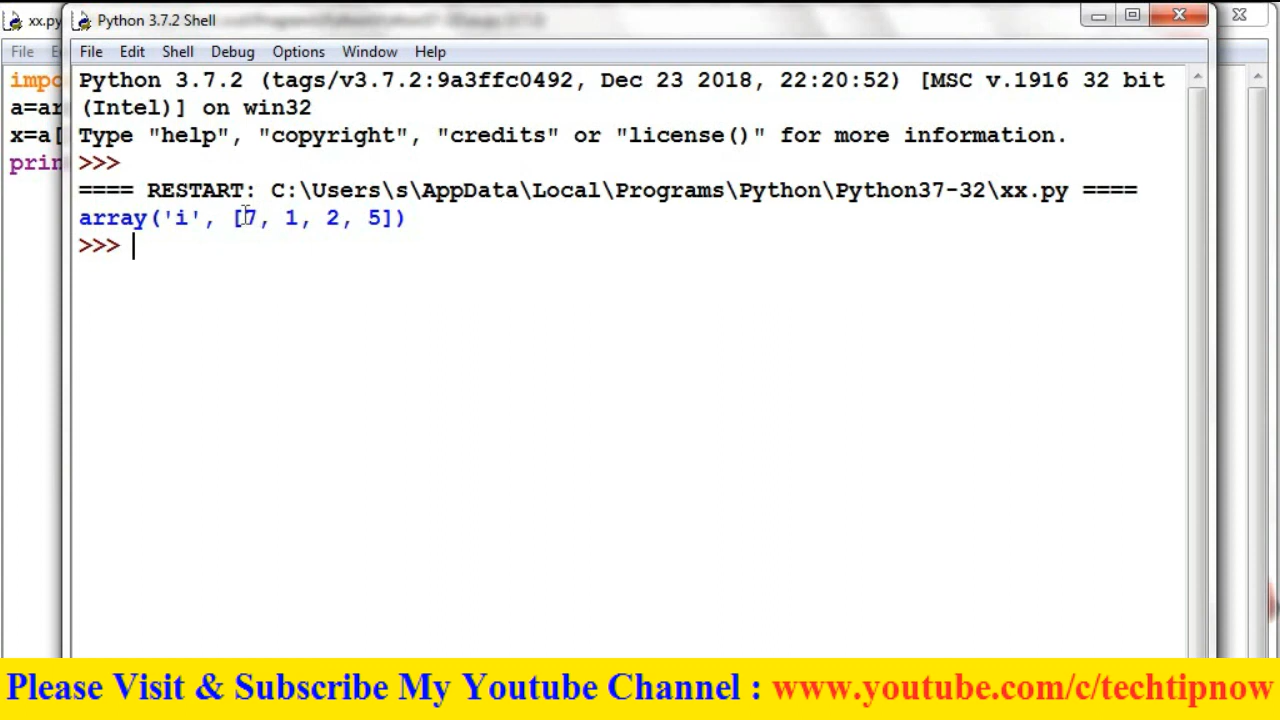 xx.py
Python 3.7.2 Shell
File
File Edit Shell Debug Options Window Help
Python 3.7.2 (tags/v3.7.2:9a3ffc0492, Dec 23 2018, 22:20:52) [MSC v.1916 32 bit
(Intel)] on win32
Type "help", "copyright", "credits" or "license()" for more information.
>>>
==== RESTART: C:\Users\s\AppData\Local\Programs\Python\Python37-32\xx.py ====
array('i', [7, 1, 2, 5])
>>>
x=a[
Please Visit & Subscribe My Youtube Channel : www.youtube.com/c/techtipnow